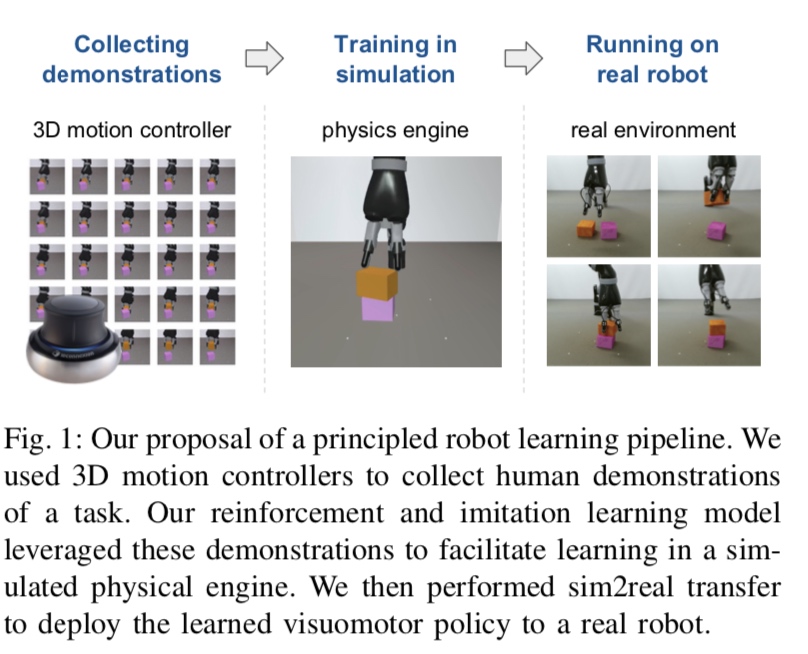 Collecting
demonstrations
Training in
simulation
Running on
real robot
3D motion controller
physics engine
real environment
Fig. 1: Our proposal of a principled robot learning pipeline. We
used 3D motion controllers to collect human demonstrations
of a task. Our reinforcement and imitation learning model
leveraged these demonstrations to facilitate learning in a sim-
ulated physical engine. We then performed sim2real transfer
to deploy the learned visuomotor policy to a real robot.